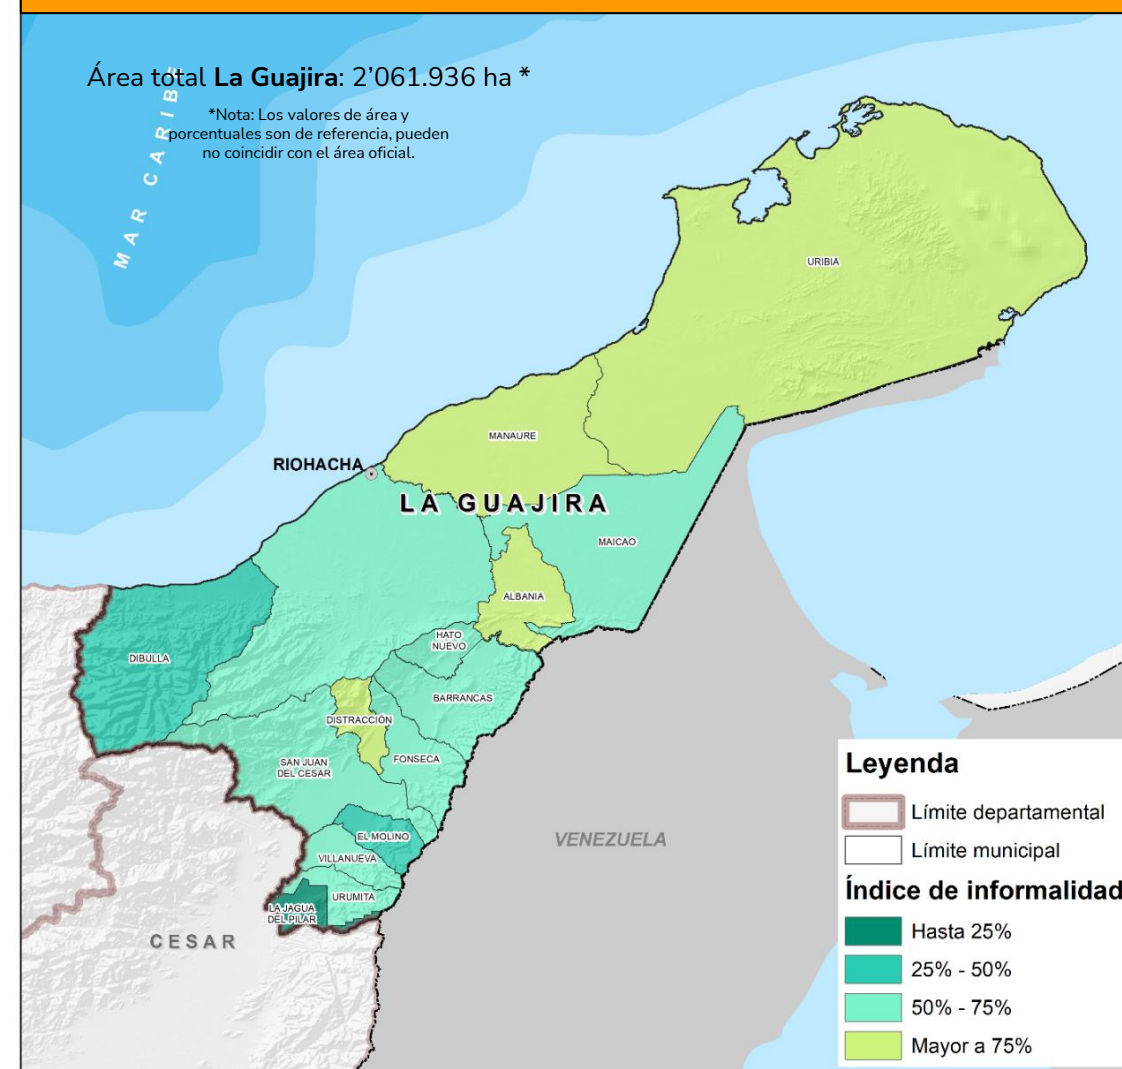 Área total La Guajira: 2’061.936 ha *
*Nota: Los valores de área y
porcentuales son de referencia, pueden
no coincidir con el área oficial.
MAR CARIBE
URIBIA
MANAURE
RIOHACHA
LA GUAJIRA
MAICAO
ALBANIA
HATO
NUEVO
DIBULLA
BARRANCAS
DISTRACCIÓN
SAN JUAN
DEL CESAR
FONSECA
EL MOLINO
VILLANUEVA
URUMITA
LA JAGUA
DEL PILAR
CESAR
VENEZUELA
Leyenda
Límite departamental
Límite municipal
Índice de informalidad
Hasta 25%
25% - 50%
50% - 75%
Mayor a 75%